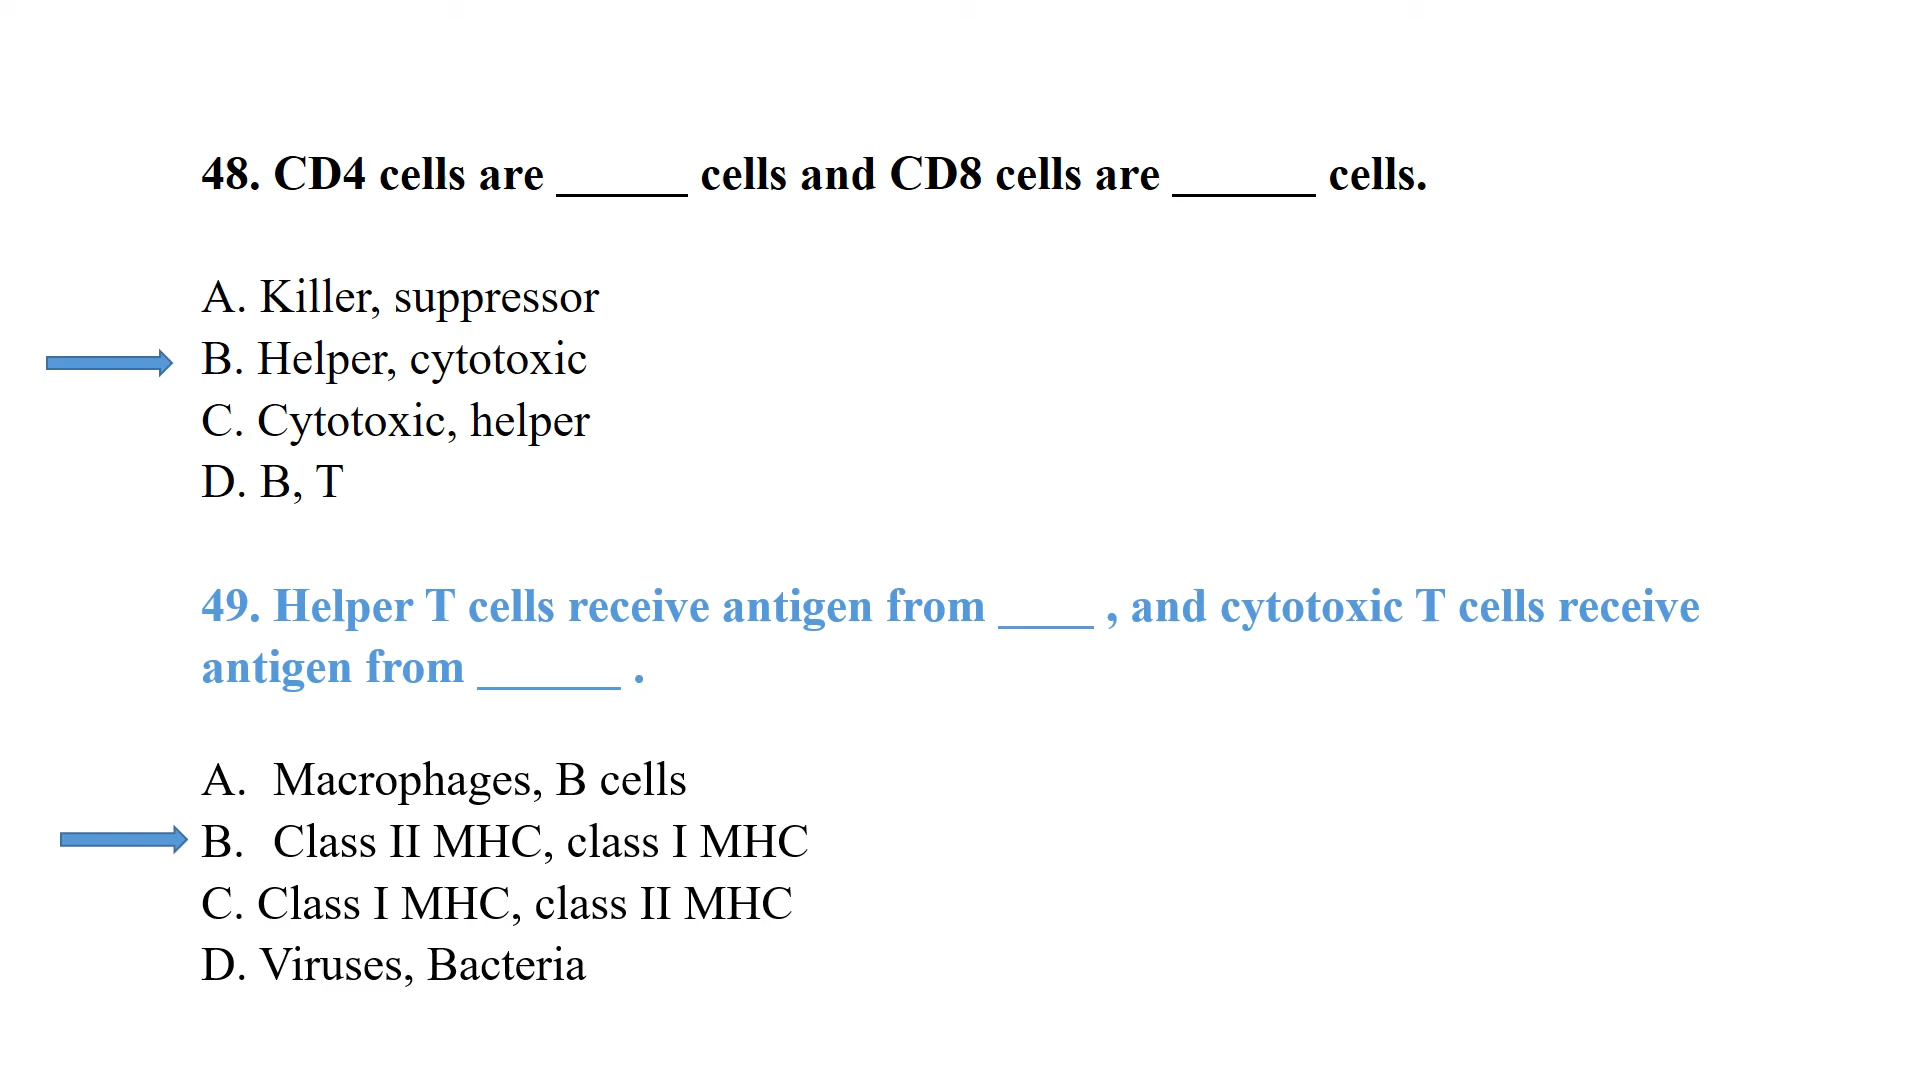 48. CD4 cells are ______ cells and CD8 cells are ______ cells.
A. Killer, suppressor
B. Helper, cytotoxic
C. Cytotoxic, helper
D. B, T
49. Helper T cells receive antigen from ____ , and cytotoxic T cells receive
antigen from ______ .
A. Macrophages, B cells
B. Class II MHC, class I MHC
C. Class I MHC, class II MHC
D. Viruses, Bacteria